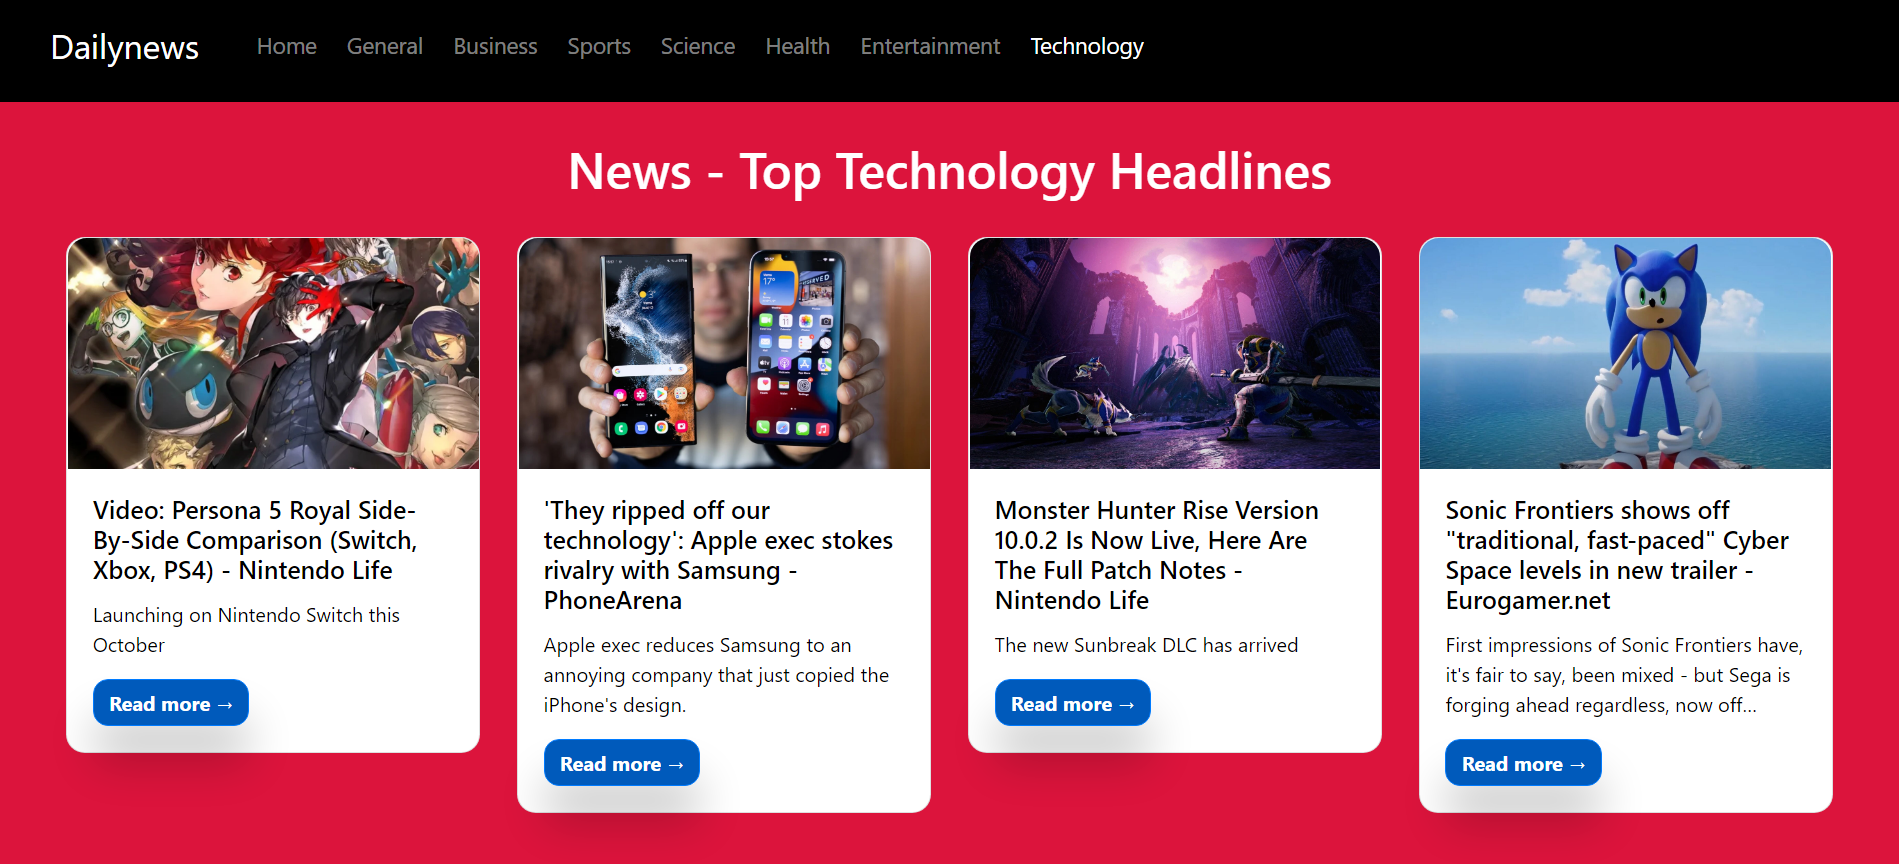 Dailynews Home General Business Sports Science Health Entertainment Technology
News - Top Technology Headlines
Video: Persona 5 Royal Side-
By-Side Comparison (Switch,
Xbox, PS4) - Nintendo Life
Launching on Nintendo Switch this
October
Read more →
'They ripped off our
technology': Apple exec stokes
rivalry with Samsung -
PhoneArena
Apple exec reduces Samsung to an
annoying company that just copied the
iPhone's design.
Read more →
Monster Hunter Rise Version
10.0.2 Is Now Live, Here Are
The Full Patch Notes -
Nintendo Life
The new Sunbreak DLC has arrived
Read more →
Sonic Frontiers shows off
"traditional, fast-paced" Cyber
Space levels in new trailer -
Eurogamer.net
First impressions of Sonic Frontiers have,
it's fair to say, been mixed - but Sega is
forging ahead regardless, now off…
Read more →